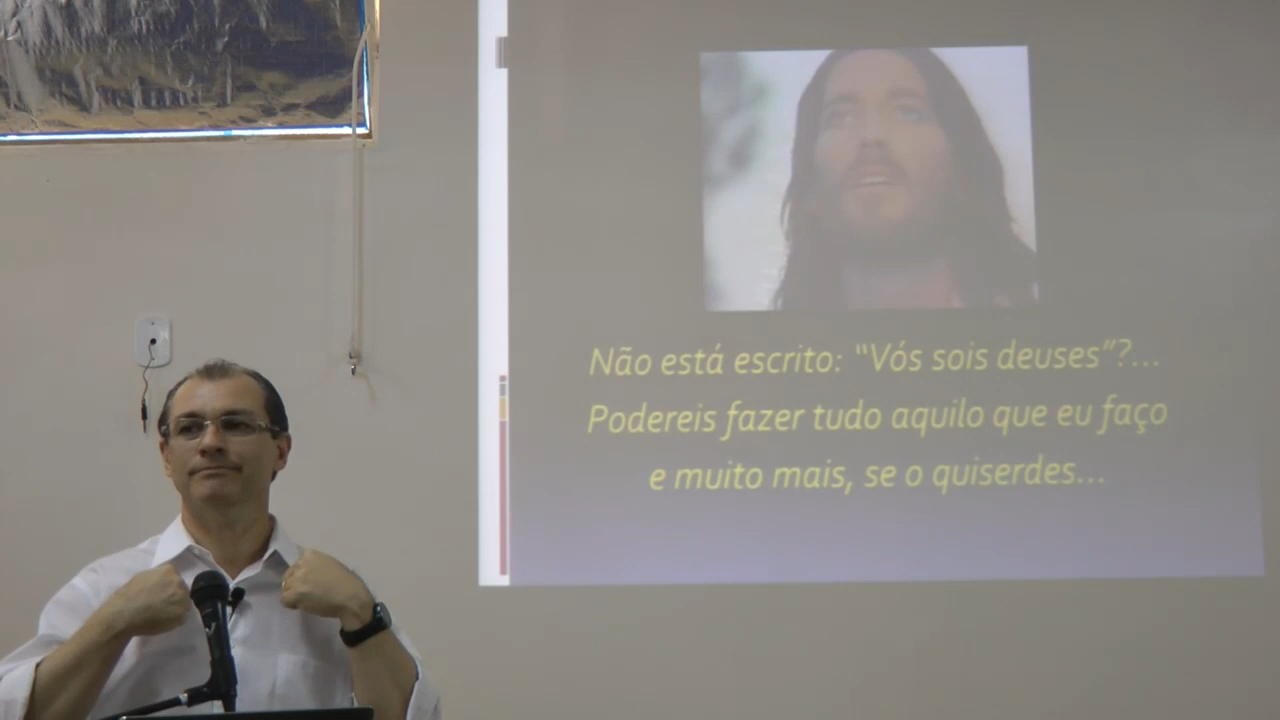 Não está escrito: “Vós sois deuses”?...
Podereis fazer tudo aquilo que eu faço
e muito mais, se o quiserdes...